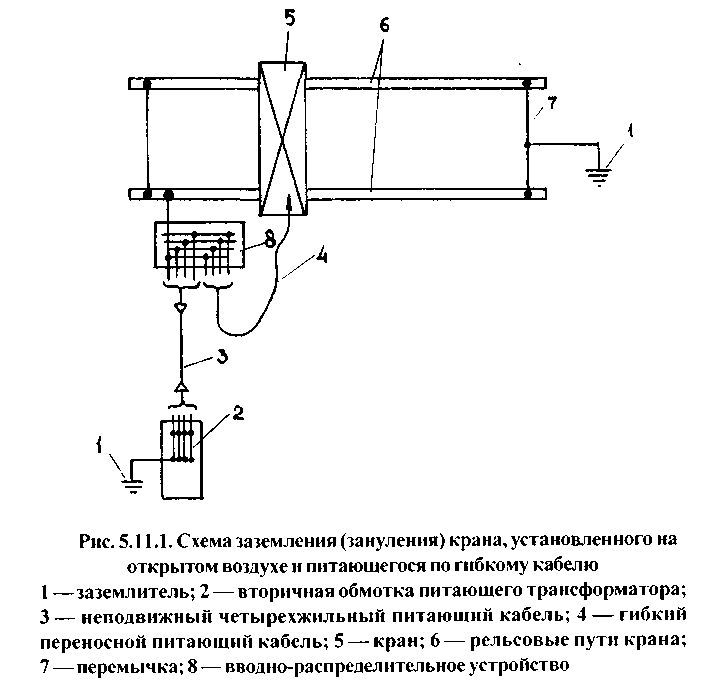 5
6
7
1
8
4
3
2
1
Рис. 5.11.1. Схема заземления (зануления) крана, установленного на
открытом воздухе и питающегося по гибкому кабелю
1 — заземлитель; 2 — вторичная обмотка питающего трансформатора;
3 — неподвижный четырехжильный питающий кабель; 4 — гибкий
переносной питающий кабель; 5 — кран; 6 — рельсовые пути крана;
7 — перемычка; 8 — вводно-распределительное устройство